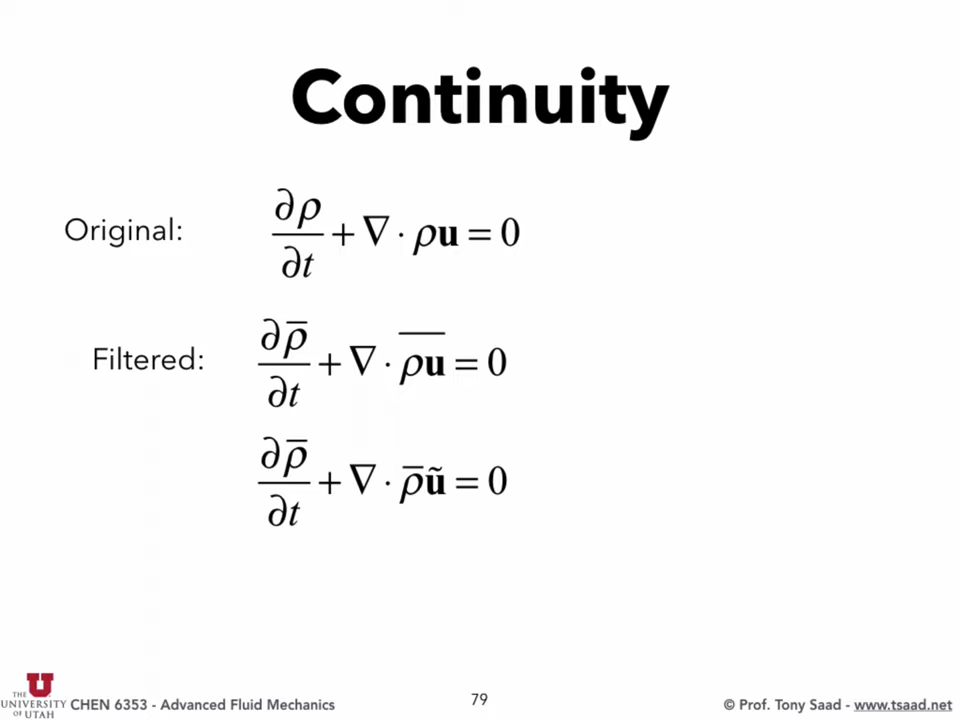 Continuity
Original: ∂ρ/∂t + ∇ · ρ𝐮 = 0
Filtered: ∂ρ̅/∂t + ∇ · \overline{ρ𝐮} = 0
∂ρ̅/∂t + ∇ · ρ̅𝐮̃ = 0
THE UNIVERSITY OF UTAH
CHEN 6353 - Advanced Fluid Mechanics
79
© Prof. Tony Saad - www.tsaad.net